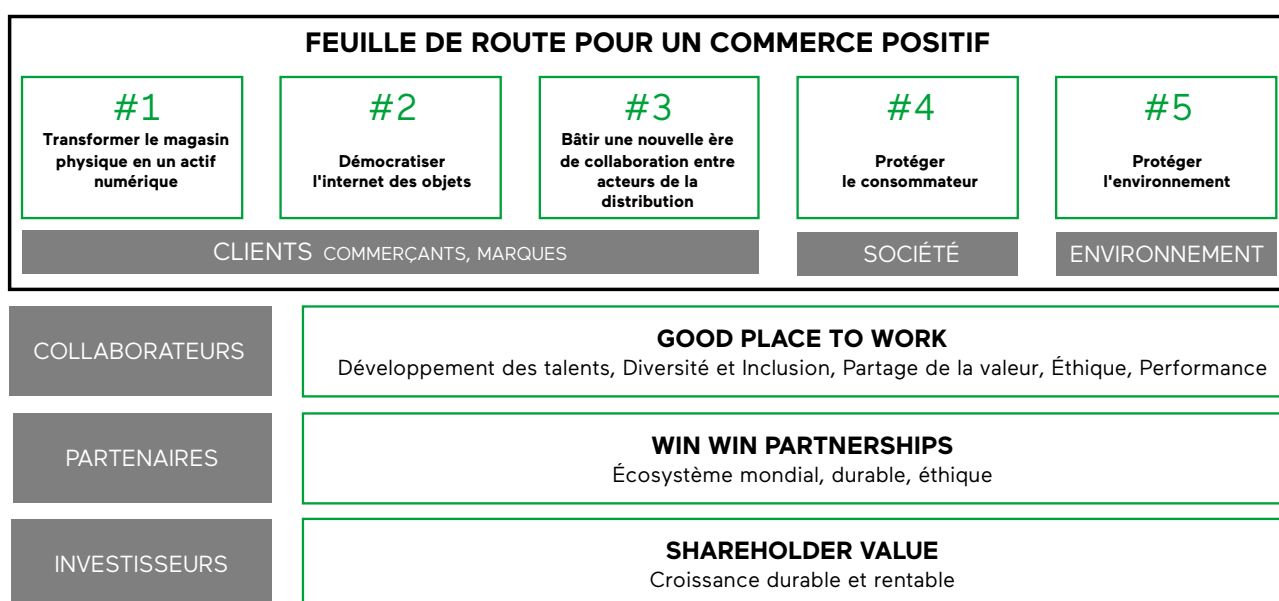 FEUILLE DE ROUTE POUR UN COMMERCE POSITIF
#1
Transformer le magasin
physique en un actif
numérique
#2
Démocratiser
l'internet des objets
#3
Bâtir une nouvelle ère
de collaboration entre
acteurs de la
distribution
#4
Protéger
le consommateur
#5
Protéger
l'environnement
CLIENTS COMMERÇANTS, MARQUES
SOCIÉTÉ
ENVIRONNEMENT
COLLABORATEURS
GOOD PLACE TO WORK
Développement des talents, Diversité et Inclusion, Partage de la valeur, Éthique, Performance
PARTENAIRES
WIN WIN PARTNERSHIPS
Écosystème mondial, durable, éthique
INVESTISSEURS
SHAREHOLDER VALUE
Croissance durable et rentable